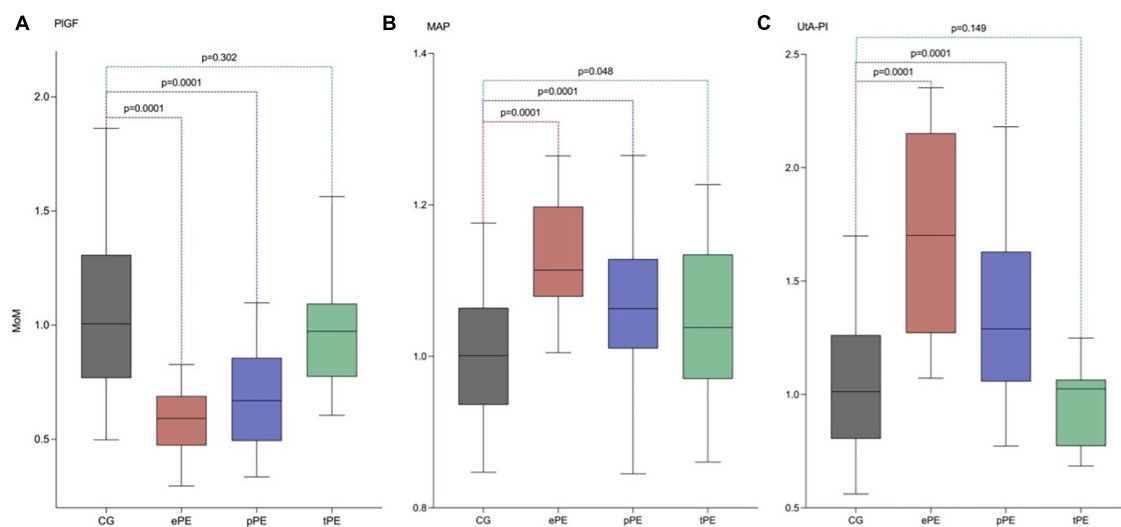 A
PlGF
p=0.302
p=0.0001
p=0.0001
2.0
1.5
1.0
0.5
MoM
CG ePE pPE tPE
B
MAP
p=0.048
p=0.0001
p=0.0001
1.4
1.2
1.0
0.8
CG ePE pPE tPE
C
UtA-PI
p=0.149
p=0.0001
p=0.0001
2.5
2.0
1.5
1.0
0.5
CG ePE pPE tPE